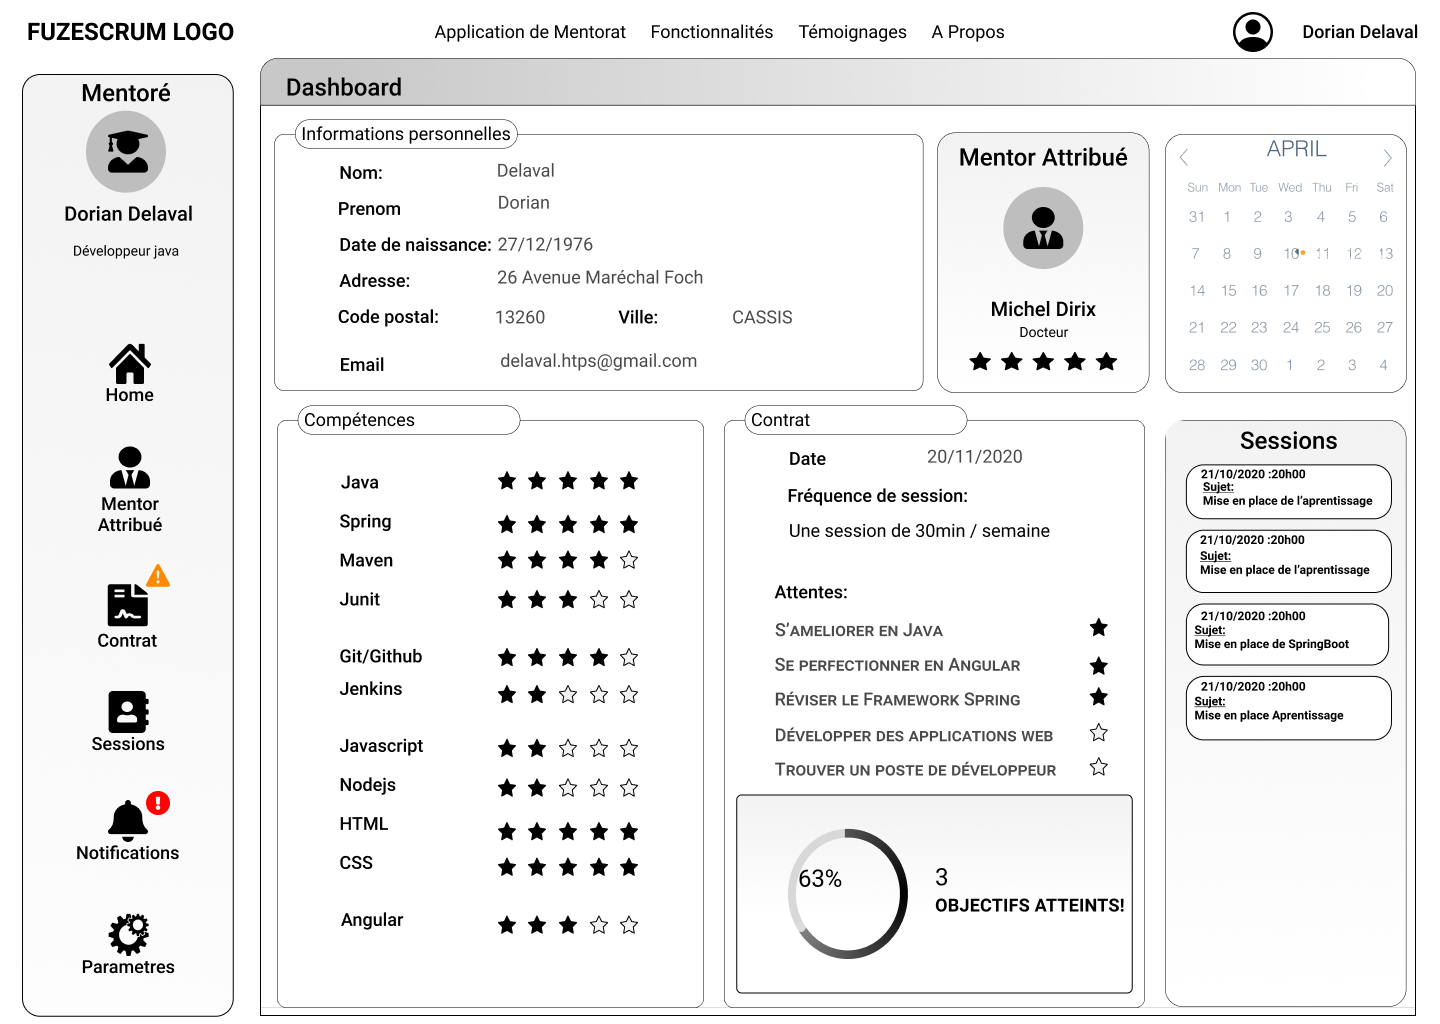 FUZESCRUM LOGO
Application de Mentorat Fonctionnalités Témoignages A Propos
Dorian Delaval
Mentoré
Dorian Delaval
Développeur java
Home
Mentor
Attribué
Contrat
Sessions
Notifications
Parametres
Dashboard
Informations personnelles
Nom: Delaval
Prenom Dorian
Date de naissance: 27/12/1976
Adresse: 26 Avenue Maréchal Foch
Code postal: 13260 Ville: CASSIS
Email delaval.htps@gmail.com
Mentor Attribué
Michel Dirix
Docteur
APRIL
Sun Mon Tue Wed Thu Fri Sat
31 1 2 3 4 5 6
7 8 9 10 11 12 13
14 15 16 17 18 19 20
21 22 23 24 25 26 27
28 29 30 1 2 3 4
Compétences
Java
Spring
Maven
Junit
Git/Github
Jenkins
Javascript
Nodejs
HTML
CSS
Angular
Contrat
Date 20/11/2020
Fréquence de session:
Une session de 30min / semaine
Attentes:
S’AMELIORER EN JAVA
SE PERFECTIONNER EN ANGULAR
RÉVISER LE FRAMEWORK SPRING
DÉVELOPPER DES APPLICATIONS WEB
TROUVER UN POSTE DE DÉVELOPPEUR
63%
3
OBJECTIFS ATTEINTS!
Sessions
21/10/2020 :20h00
Sujet:
Mise en place de l’aprentissage
21/10/2020 :20h00
Sujet:
Mise en place de l’aprentissage
21/10/2020 :20h00
Sujet:
Mise en place de SpringBoot
21/10/2020 :20h00
Sujet:
Mise en place Aprentissage